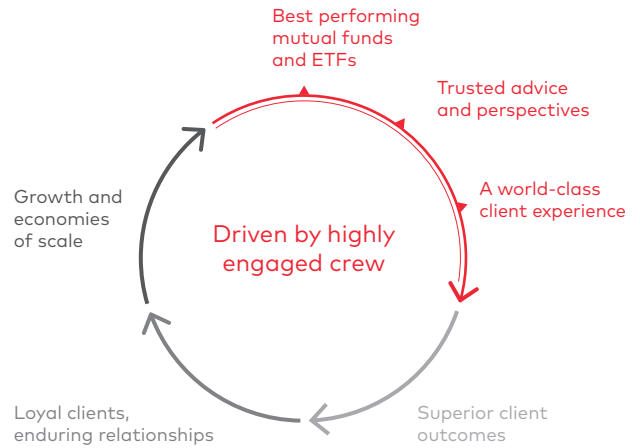 Best performing
mutual funds
and ETFs
Trusted advice
and perspectives
A world-class
client experience
Growth and
economies
of scale
Driven by highly
engaged crew
Loyal clients,
enduring relationships
Superior client
outcomes